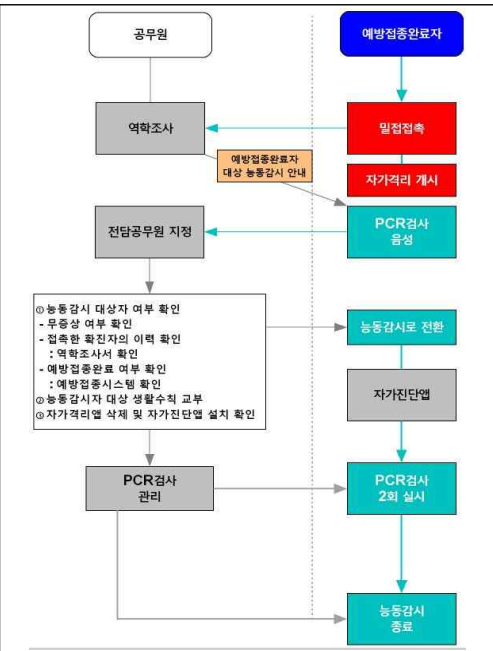 공무원
예방접종완료자
역학조사
밀접접촉
예방접종완료자
대상 능동감시 안내
자가격리 개시
전담공무원 지정
PCR검사
음성
① 능동감시 대상자 여부 확인
- 무증상 여부 확인
- 접촉한 확진자의 이력 확인
: 역학조사서 확인
- 예방접종완료 여부 확인
: 예방접종시스템 확인
② 능동감시자 대상 생활수칙 교부
③ 자가격리앱 삭제 및 자가진단앱 설치 확인
능동감시로 전환
자가진단앱
PCR검사
관리
PCR검사
2회 실시
능동감시
종료